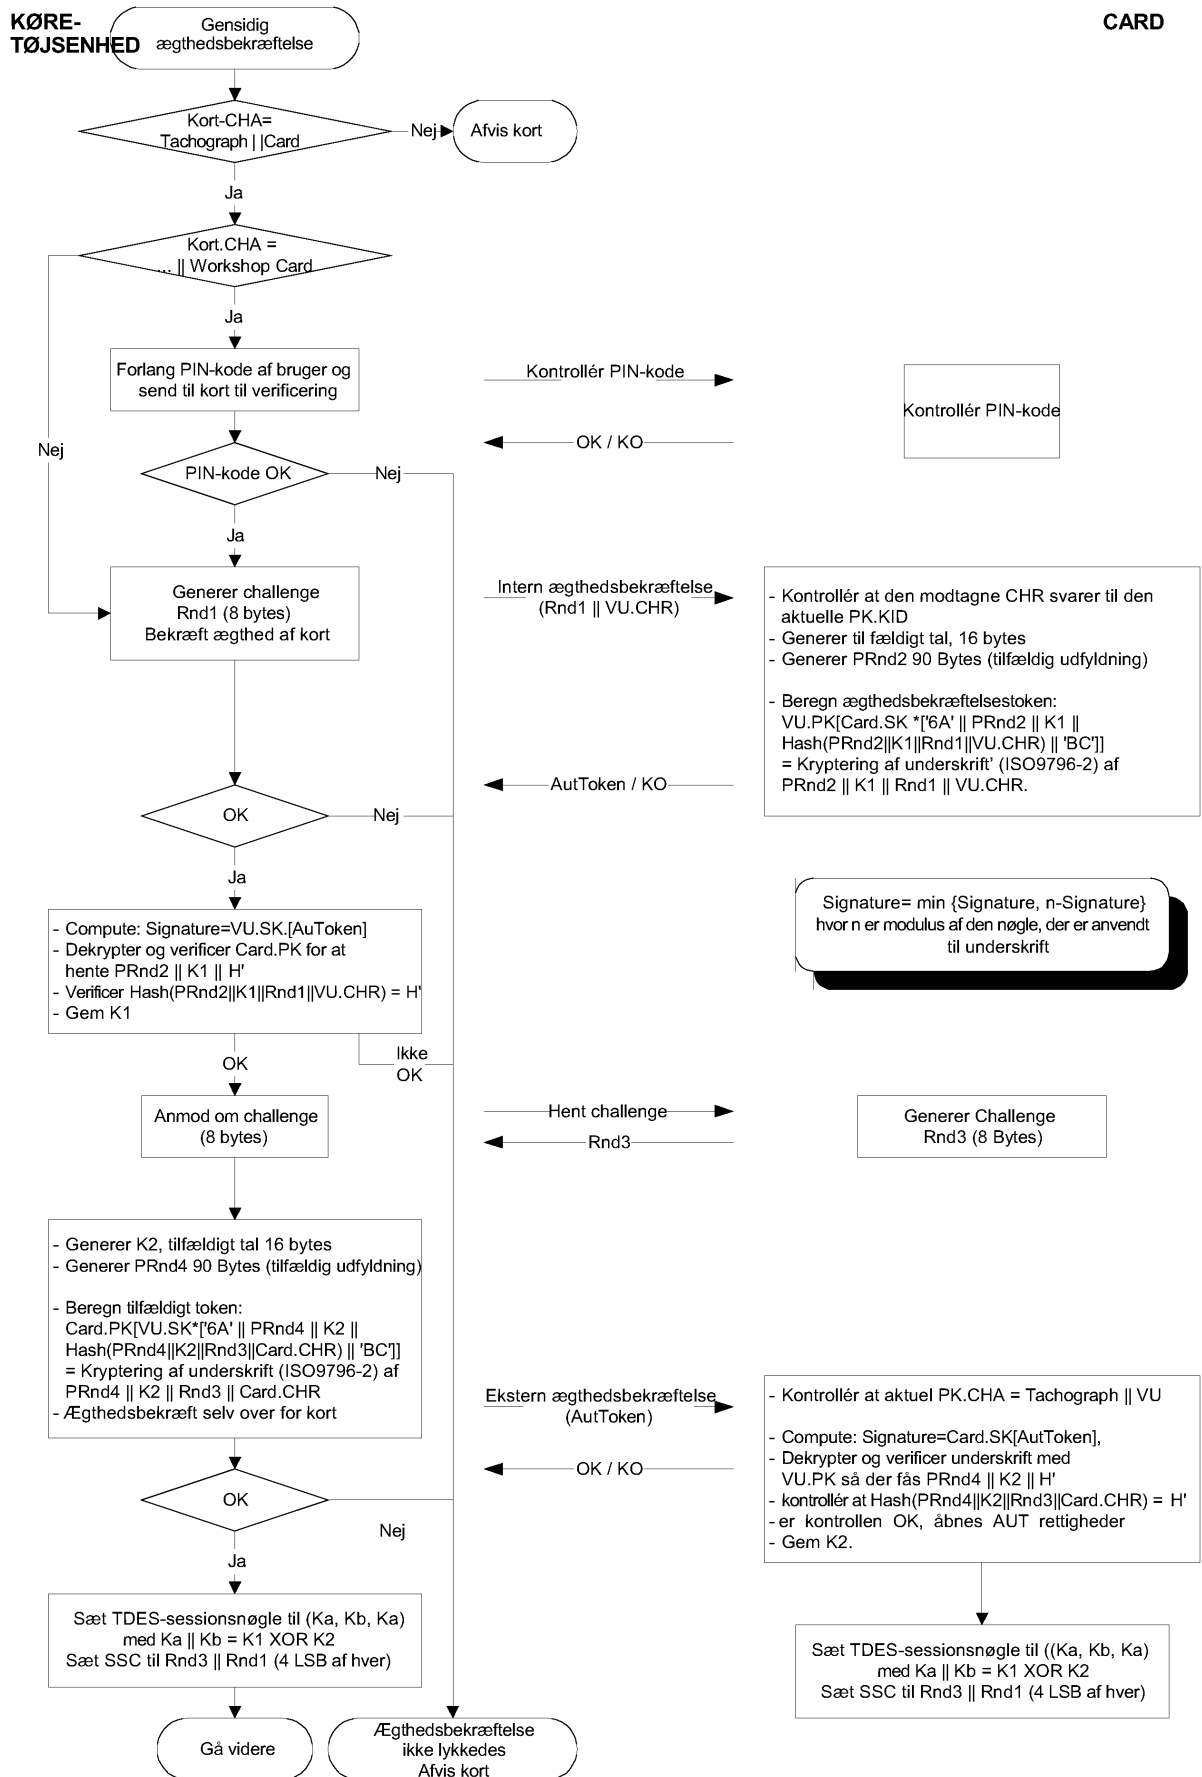 KØRE-
TØJSENHED
CARD
Gensidig
ægthedsbekræftelse
Kort-CHA=
Tachograph | |Card
Nej
Afvis kort
Ja
Kort.CHA =
... || Workshop Card
Ja
Forlang PIN-kode af bruger og
send til kort til verificering
Kontrollér PIN-kode
Kontrollér PIN-kode
OK / KO
Nej
PIN-kode OK
Nej
Ja
Generer challenge
Rnd1 (8 bytes)
Bekræft ægthed af kort
Intern ægthedsbekræftelse
(Rnd1 || VU.CHR)
- Kontrollér at den modtagne CHR svarer til den
aktuelle PK.KID
- Generer til fældigt tal, 16 bytes
- Generer PRnd2 90 Bytes (tilfældig udfyldning)
- Beregn ægthedsbekræftelsestoken:
VU.PK[Card.SK *['6A' || PRnd2 || K1 ||
Hash(PRnd2||K1||Rnd1||VU.CHR) || 'BC']]
= Kryptering af underskrift' (ISO9796-2) af
PRnd2 || K1 || Rnd1 || VU.CHR.
AutToken / KO
OK
Nej
Ja
- Compute: Signature=VU.SK.[AuToken]
- Dekrypter og verificer Card.PK for at
hente PRnd2 || K1 || H'
- Verificer Hash(PRnd2||K1||Rnd1||VU.CHR) = H'
- Gem K1
Signature= min {Signature, n-Signature}
hvor n er modulus af den nøgle, der er anvendt
til underskrift
OK
Ikke
OK
Anmod om challenge
(8 bytes)
Hent challenge
Rnd3
Generer Challenge
Rnd3 (8 Bytes)
- Generer K2, tilfældigt tal 16 bytes
- Generer PRnd4 90 Bytes (tilfældig udfyldning)
- Beregn tilfældigt token:
Card.PK[VU.SK*['6A' || PRnd4 || K2 ||
Hash(PRnd4||K2||Rnd3||Card.CHR) || 'BC']]
= Kryptering af underskrift (ISO9796-2) af
PRnd4 || K2 || Rnd3 || Card.CHR
- Ægthedsbekræft selv over for kort
Ekstern ægthedsbekræftelse
(AutToken)
OK / KO
- Kontrollér at aktuel PK.CHA = Tachograph || VU
- Compute: Signature=Card.SK[AutToken],
- Dekrypter og verificer underskrift med
VU.PK så der fås PRnd4 || K2 || H'
- kontrollér at Hash(PRnd4||K2||Rnd3||Card.CHR) = H'
- er kontrollen OK, åbnes AUT rettigheder
- Gem K2.
OK
Nej
Ja
Sæt TDES-sessionsnøgle til (Ka, Kb, Ka)
med Ka || Kb = K1 XOR K2
Sæt SSC til Rnd3 || Rnd1 (4 LSB af hver)
Sæt TDES-sessionsnøgle til ((Ka, Kb, Ka)
med Ka || Kb = K1 XOR K2
Sæt SSC til Rnd3 || Rnd1 (4 LSB af hver)
Gå videre
Ægthedsbekræftelse
ikke lykkedes
Afvis kort